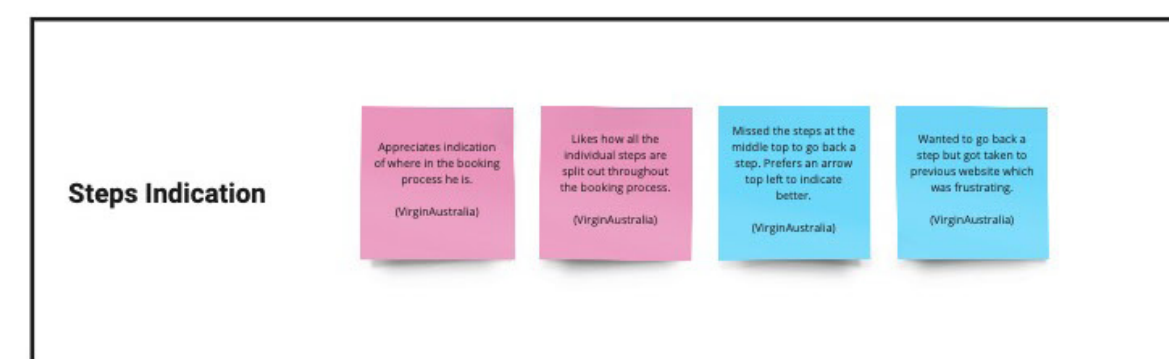 Steps Indication
Appreciates indication
of where in the booking
process he is.
(VirginAustralia)
Likes how all the
individual steps are
split out throughout
the booking process.
(VirginAustralia)
Missed the steps at the
middle top to go back a
step. Prefers an arrow
top left to indicate
better.
(VirginAustralia)
Wanted to go back a
step but got taken to
previous website which
was frustrating.
(VirginAustralia)